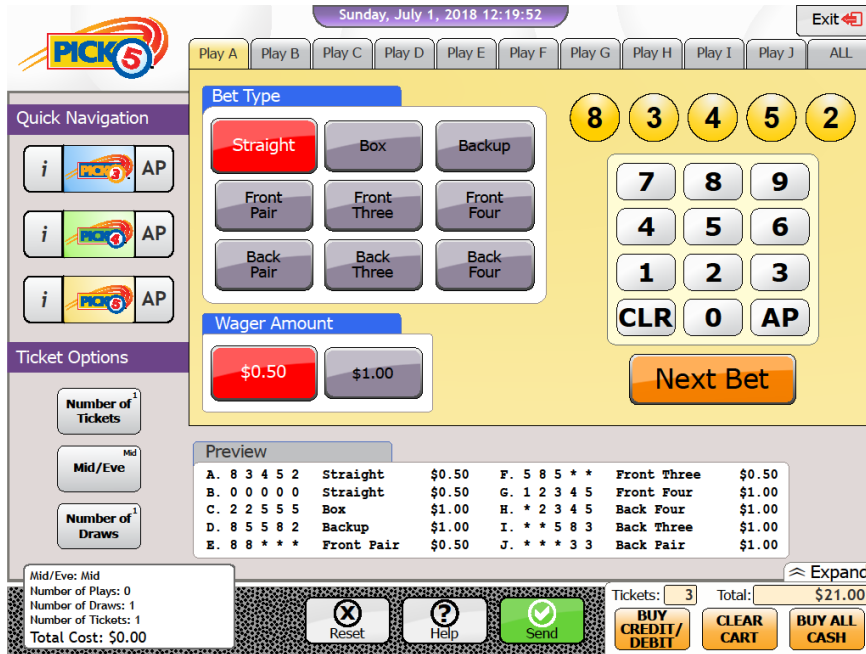 Sunday, July 1, 2018 12:19:52
Exit
PICK 5
Play A Play B Play C Play D Play E Play F Play G Play H Play I Play J ALL
Quick Navigation
i PICK 3 AP
i PICK 4 AP
i PICK 5 AP
Ticket Options
Number of Tickets 1
Mid/Eve Mid
Number of Draws 1
Bet Type
Straight Box Backup
Front Pair Front Three Front Four
Back Pair Back Three Back Four
Wager Amount
$0.50 $1.00
8 3 4 5 2
7 8 9
4 5 6
1 2 3
CLR 0 AP
Next Bet
Preview
A. 8 3 4 5 2 Straight $0.50 F. 5 8 5 * * Front Three $0.50
B. 0 0 0 0 0 Straight $0.50 G. 1 2 3 4 5 Front Four $1.00
C. 2 2 5 5 5 Box $1.00 H. * 2 3 4 5 Back Four $1.00
D. 8 5 5 8 2 Backup $1.00 I. * * 5 8 3 Back Three $1.00
E. 8 8 * * * Front Pair $0.50 J. * * * 3 3 Back Pair $1.00
Expand
Mid/Eve: Mid
Number of Plays: 0
Number of Draws: 1
Number of Tickets: 1
Total Cost: $0.00
Reset Help Send
Tickets: 3 Total: $21.00
BUY CREDIT/ DEBIT
CLEAR CART
BUY ALL CASH